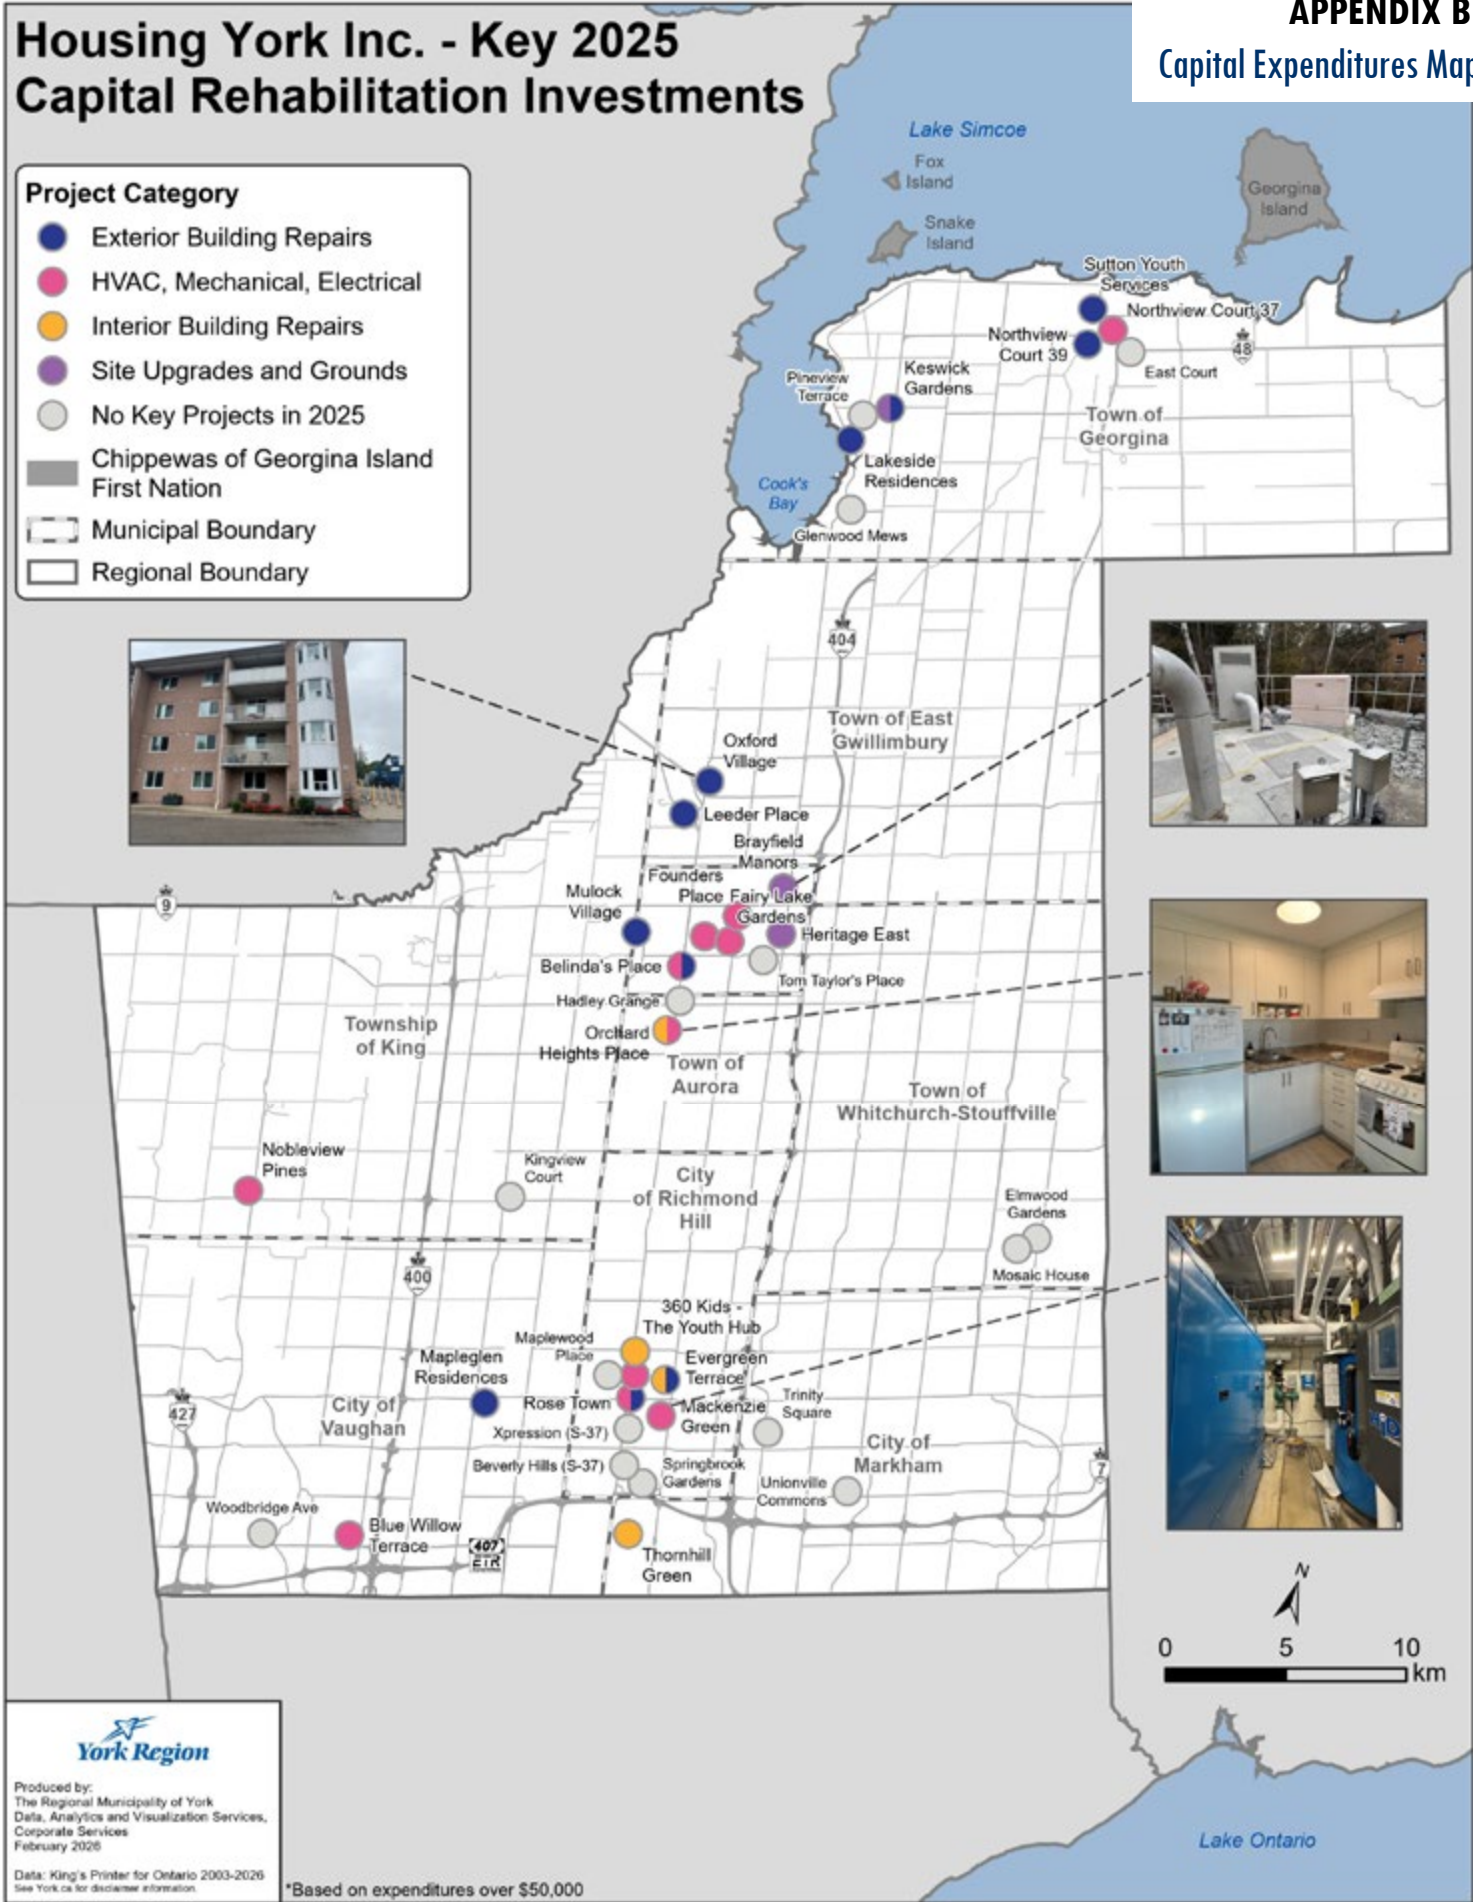 APPENDIX B
Capital Expenditures Map
Housing York Inc. - Key 2025
Capital Rehabilitation Investments
Project Category
Exterior Building Repairs
HVAC, Mechanical, Electrical
Interior Building Repairs
Site Upgrades and Grounds
No Key Projects in 2025
Chippewas of Georgina Island
First Nation
Municipal Boundary
Regional Boundary
Lake Simcoe
Fox
Island
Snake
Island
Georgina
Island
Sutton Youth
Services
Northview Court 37
Northview
Court 39
48
East Court
Keswick
Gardens
Pineview
Terrace
Town of
Georgina
Lakeside
Residences
Cook's
Bay
Glenwood Mews
404
Town of East
Gwillimbury
Oxford
Village
Leeder Place
Brayfield
Manors
Founders
Place
Fairy Lake
Gardens
Mulock
Village
9
Heritage East
Belinda's Place
Tom Taylor's Place
Hadley Grange
Orchard
Heights Place
Township
of King
Town of
Aurora
Town of
Whitchurch-Stouffville
Nobleview
Pines
Kingview
Court
City
of Richmond
Hill
Elmwood
Gardens
Mosaic House
400
360 Kids -
The Youth Hub
Maplewood
Place
Mapleglen
Residences
Evergreen
Terrace
Rose Town
Mackenzie
Green
Trinity
Square
427
City of
Vaughan
Xpression (S-37)
City of
Markham
Beverly Hills (S-37)
Springbrook
Gardens
Unionville
Commons
7
Woodbridge Ave
Blue Willow
Terrace
407
ETR
Thornhill
Green
N
0 5 10
km
Lake Ontario
York Region
Produced by:
The Regional Municipality of York
Data, Analytics and Visualization Services,
Corporate Services
February 2026
Data: King's Printer for Ontario 2003-2026
See York.ca for disclaimer information.
*Based on expenditures over $50,000